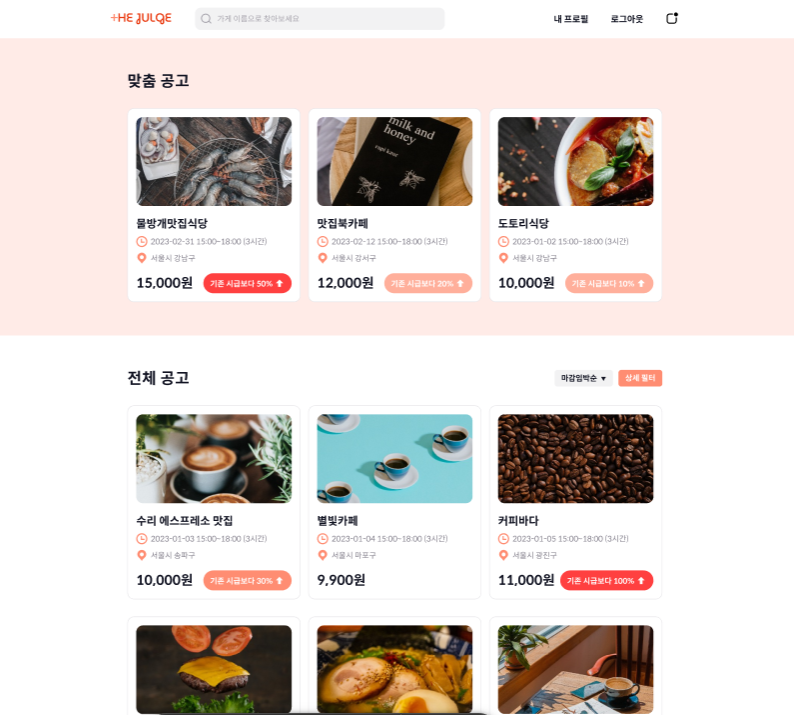 THE JULGE
가게 이름으로 찾아보세요
내 프로필
로그아웃
맞춤 공고
milk and
honey
rupi kaur
물방개맛집식당
2023-02-31 15:00~18:00 (3시간)
서울시 강남구
15,000원
기존 시급보다 50%
맛집북카페
2023-02-12 15:00~18:00 (3시간)
서울시 강서구
12,000원
기존 시급보다 20%
도토리식당
2023-01-02 15:00~18:00 (3시간)
서울시 강남구
10,000원
기존 시급보다 10%
전체 공고
마감임박순 ▼
상세 필터
수리 에스프레소 맛집
2023-01-03 15:00~18:00 (3시간)
서울시 송파구
10,000원
기존 시급보다 30%
별빛카페
2023-01-04 15:00~18:00 (3시간)
서울시 마포구
9,900원
커피바다
2023-01-05 15:00~18:00 (3시간)
서울시 광진구
11,000원
기존 시급보다 100%